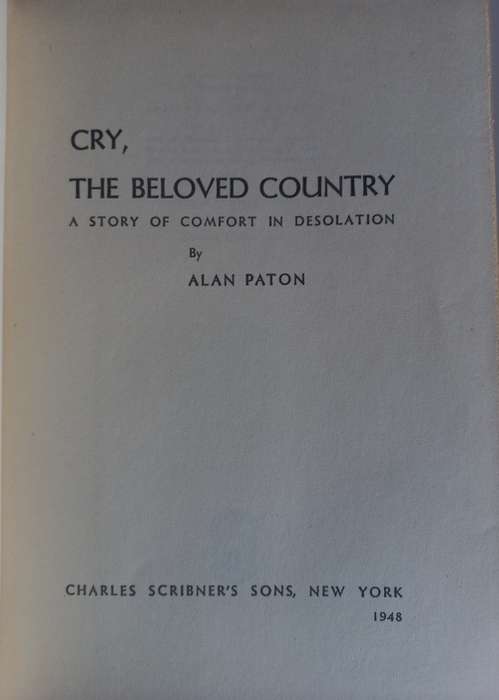 CRY,
THE BELOVED COUNTRY
A STORY OF COMFORT IN DESOLATION
By
ALAN PATON
CHARLES SCRIBNER'S SONS, NEW YORK
1948